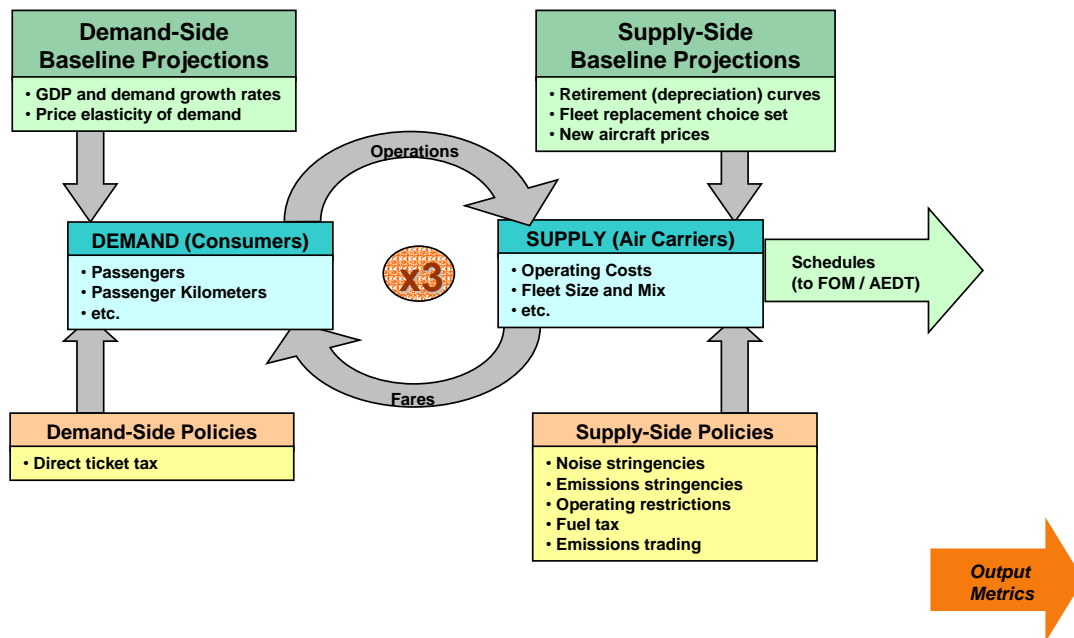 Demand-Side
Baseline Projections
• GDP and demand growth rates
• Price elasticity of demand
Supply-Side
Baseline Projections
• Retirement (depreciation) curves
• Fleet replacement choice set
• New aircraft prices
Operations
DEMAND (Consumers)
• Passengers
• Passenger Kilometers
• etc.
x3
SUPPLY (Air Carriers)
• Operating Costs
• Fleet Size and Mix
• etc.
Schedules
(to FOM / AEDT)
Fares
Demand-Side Policies
• Direct ticket tax
Supply-Side Policies
• Noise stringencies
• Emissions stringencies
• Operating restrictions
• Fuel tax
• Emissions trading
Output
Metrics